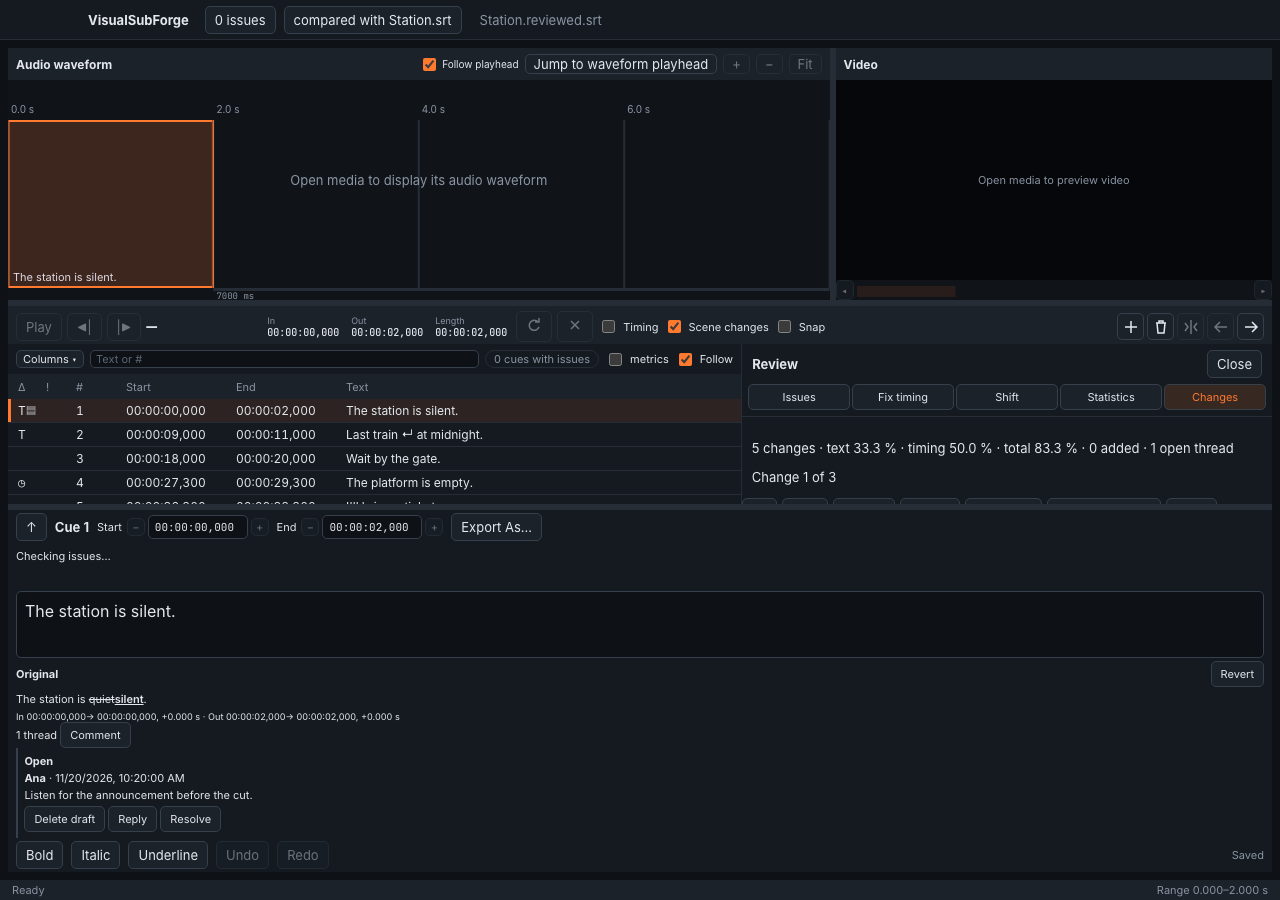 VisualSubForge 0 issues compared with Station.srt Station.reviewed.srt
Audio waveform Follow playhead Jump to waveform playhead + − Fit
0.0 s 2.0 s 4.0 s 6.0 s
Open media to display its audio waveform
The station is silent.
7000 ms
Video
Open media to preview video
Play In 00:00:00,000 Out 00:00:02,000 Length 00:00:02,000 Timing Scene changes Snap
Columns Text or # 0 cues with issues metrics Follow
Δ ! # Start End Text
T 1 00:00:00,000 00:00:02,000 The station is silent.
T 2 00:00:09,000 00:00:11,000 Last train ↵ at midnight.
3 00:00:18,000 00:00:20,000 Wait by the gate.
4 00:00:27,300 00:00:29,300 The platform is empty.
Review Close
Issues Fix timing Shift Statistics Changes
5 changes · text 33.3 % · timing 50.0 % · total 83.3 % · 0 added · 1 open thread
Change 1 of 3
↑ Cue 1 Start − 00:00:00,000 + End − 00:00:02,000 + Export As...
Checking issues...
The station is silent.
Original Revert
The station is quietsilent.
In 00:00:00,000→ 00:00:00,000, +0.000 s · Out 00:00:02,000→ 00:00:02,000, +0.000 s
1 thread Comment
Open
Ana · 11/20/2026, 10:20:00 AM
Listen for the announcement before the cut.
Delete draft Reply Resolve
Bold Italic Underline Undo Redo Saved
Ready Range 0.000–2.000 s